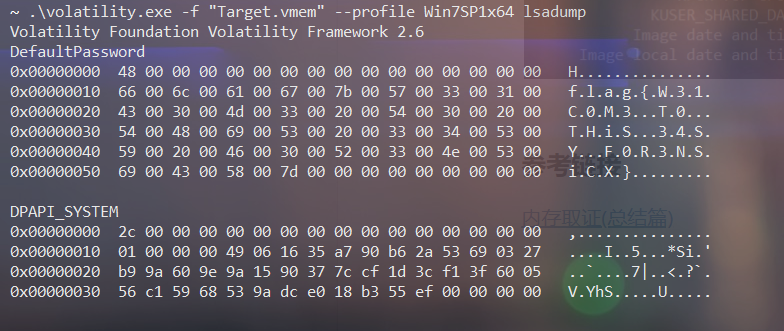 KUSER_SHARED_DA
~ .\volatility.exe -f "Target.vmem" --profile Win7SP1x64 lsadump
Image date and ti
Volatility Foundation Volatility Framework 2.6
Image local date and ti
DefaultPassword
0x00000000 48 00 00 00 00 00 00 00 00 00 00 00 00 00 00 00 H...............
0x00000010 66 00 6c 00 61 00 67 00 7b 00 57 00 33 00 31 00 f.l.a.g.{.W.3.1.
0x00000020 43 00 30 00 4d 00 33 00 20 00 54 00 30 00 20 00 C.0.M.3...T.0...
0x00000030 54 00 48 00 69 00 53 00 20 00 33 00 34 00 53 00 T.H.i.S...3.4.S.
0x00000040 59 00 20 00 46 00 30 00 52 00 33 00 4e 00 53 00 Y...F.0.R.3.N.S.
0x00000050 69 00 43 00 58 00 7d 00 00 00 00 00 00 00 00 00 i.C.X.}.........
参考链接
DPAPI_SYSTEM
内存取证(总结篇)
0x00000000 2c 00 00 00 00 00 00 00 00 00 00 00 00 00 00 00 ,...............
0x00000010 01 00 00 00 49 06 16 35 a7 90 b6 2a 53 69 03 27 ....I..5...*Si.'
0x00000020 b9 9a 60 9e 9a 15 90 37 7c cf 1d 3c f1 3f 60 05 ..`....7|..<.?`.
0x00000030 56 c1 59 68 53 9a dc e0 18 b3 55 ef 00 00 00 00 V.YhS.....U.....